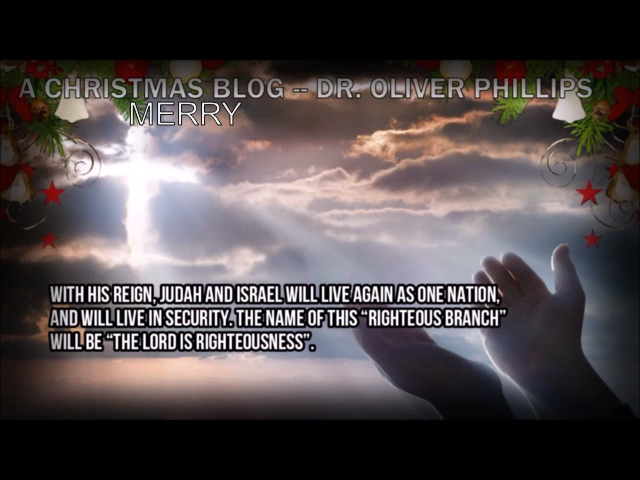 A CHRISTMAS BLOG -- DR. OLIVER PHILLIPS
MERRY
WITH HIS REIGN, JUDAH AND ISRAEL WILL LIVE AGAIN AS ONE NATION,
AND WILL LIVE IN SECURITY. THE NAME OF THIS “RIGHTEOUS BRANCH”
WILL BE “THE LORD IS RIGHTEOUSNESS”.